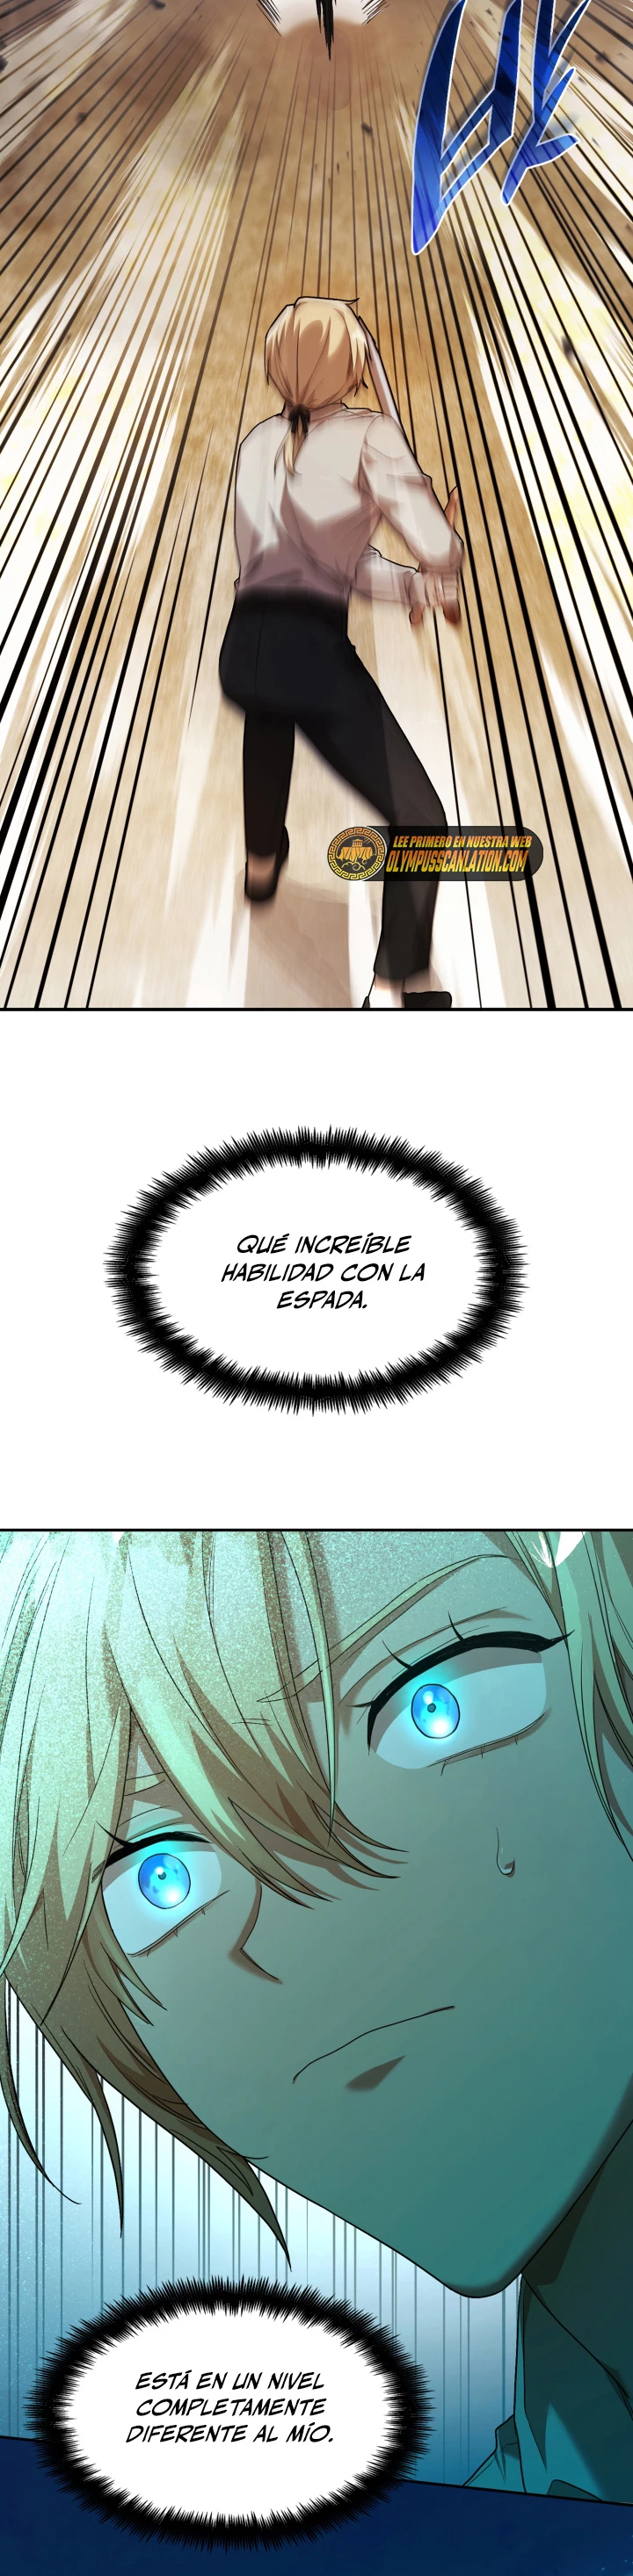 LEE PRIMERO EN NUESTRA WEB
OLYMPUSSCANLATION.COM
QUÉ INCREÍBLE
HABILIDAD CON LA
ESPADA.
ESTÁ EN UN NIVEL
COMPLETAMENTE
DIFERENTE AL MÍO.